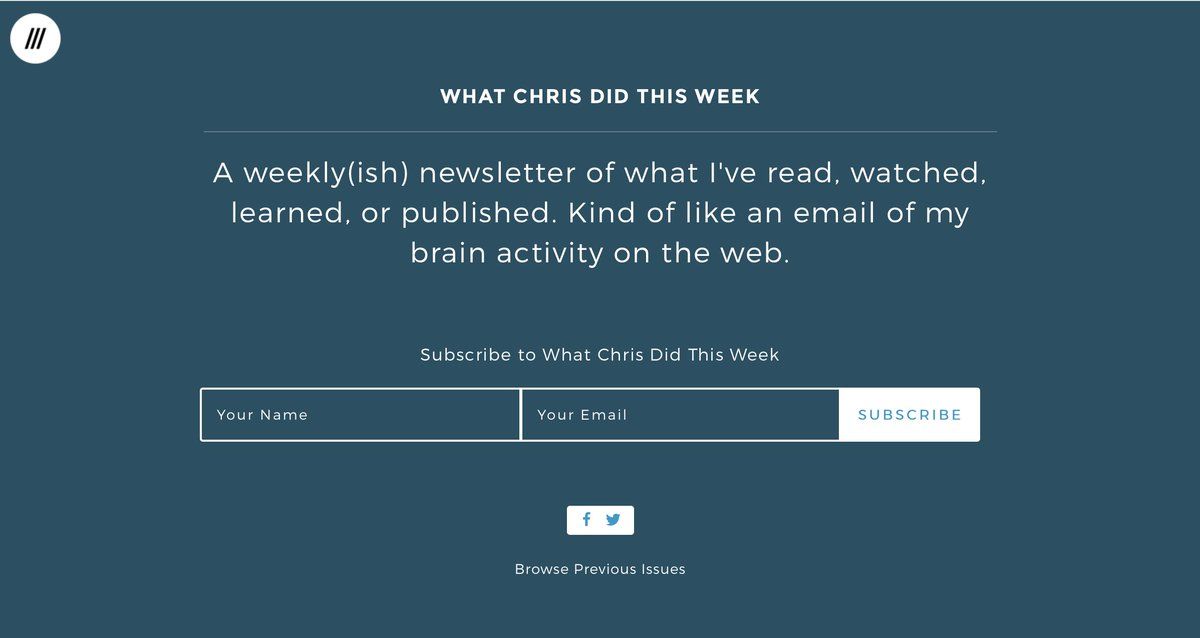 WHAT CHRIS DID THIS WEEK
A weekly(ish) newsletter of what I've read, watched,
learned, or published. Kind of like an email of my
brain activity on the web.
Subscribe to What Chris Did This Week
Your Name Your Email SUBSCRIBE
Browse Previous Issues